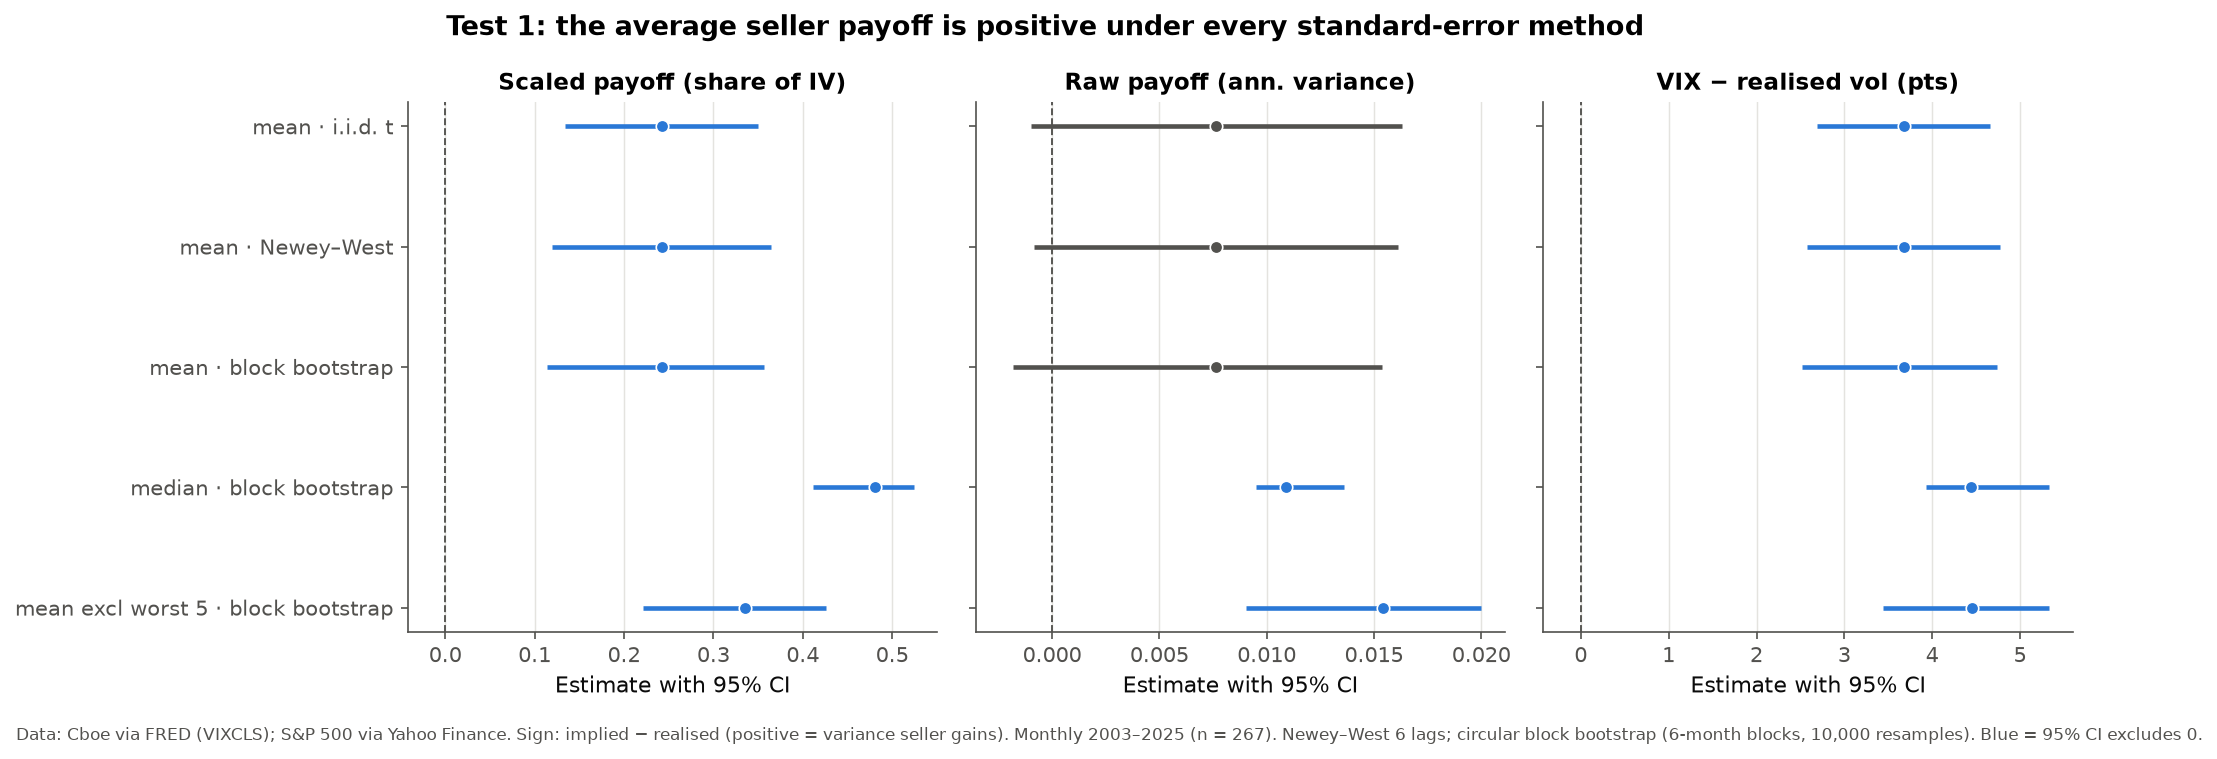 Test 1: the average seller payoff is positive under every standard-error method
Scaled payoff (share of IV)
Raw payoff (ann. variance)
VIX − realised vol (pts)
mean · i.i.d. t
mean · Newey–West
mean · block bootstrap
median · block bootstrap
mean excl worst 5 · block bootstrap
0.0 0.1 0.2 0.3 0.4 0.5
0.000 0.005 0.010 0.015 0.020
0 1 2 3 4 5
Estimate with 95% CI
Estimate with 95% CI
Estimate with 95% CI
Data: Cboe via FRED (VIXCLS); S&P 500 via Yahoo Finance. Sign: implied − realised (positive = variance seller gains). Monthly 2003–2025 (n = 267). Newey–West 6 lags; circular block bootstrap (6-month blocks, 10,000 resamples). Blue = 95% CI excludes 0.